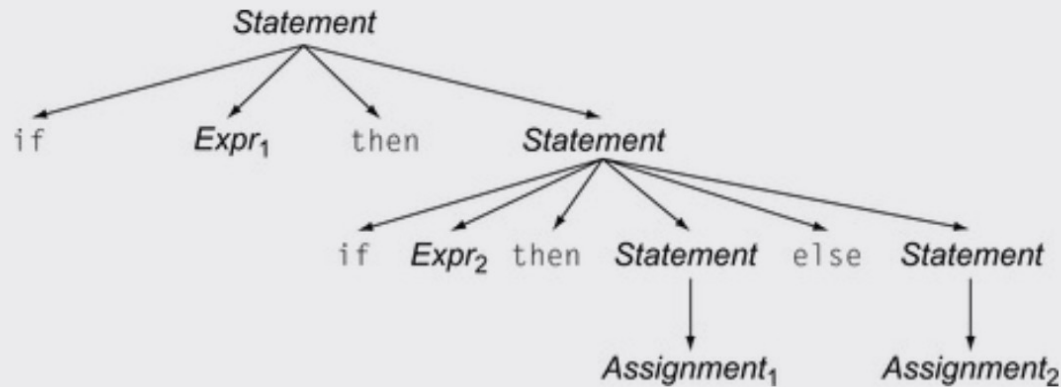 Statement
if Expr₁ then Statement
if Expr₂ then Statement else Statement
Assignment₁ Assignment₂